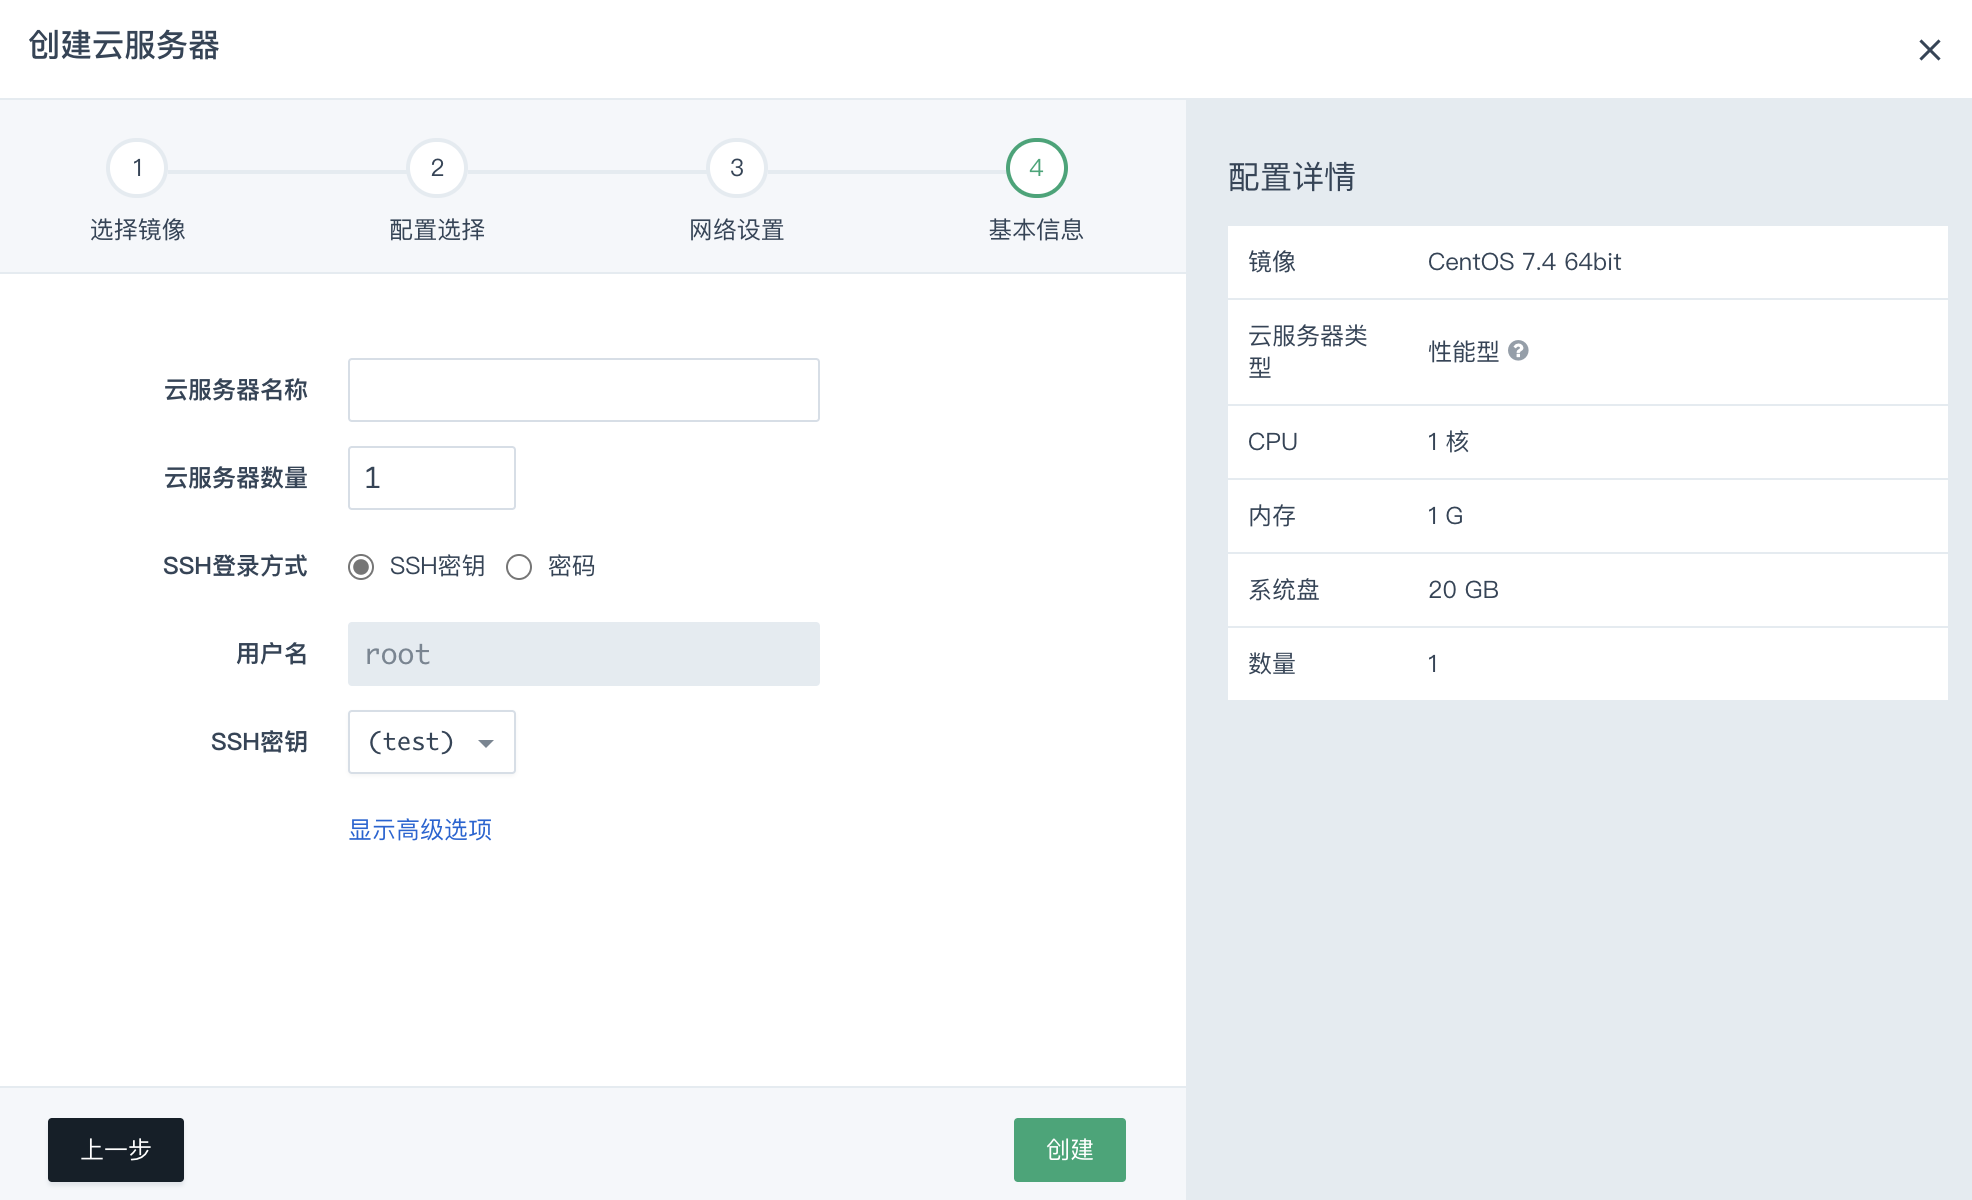 创建云服务器
1
2
3
4
选择镜像
配置选择
网络设置
基本信息
云服务器名称
云服务器数量 1
SSH登录方式 SSH密钥 密码
用户名 root
SSH密钥 (test)
显示高级选项
上一步
创建
配置详情
镜像 CentOS 7.4 64bit
云服务器类
型
性能型
CPU 1 核
内存 1 G
系统盘 20 GB
数量 1